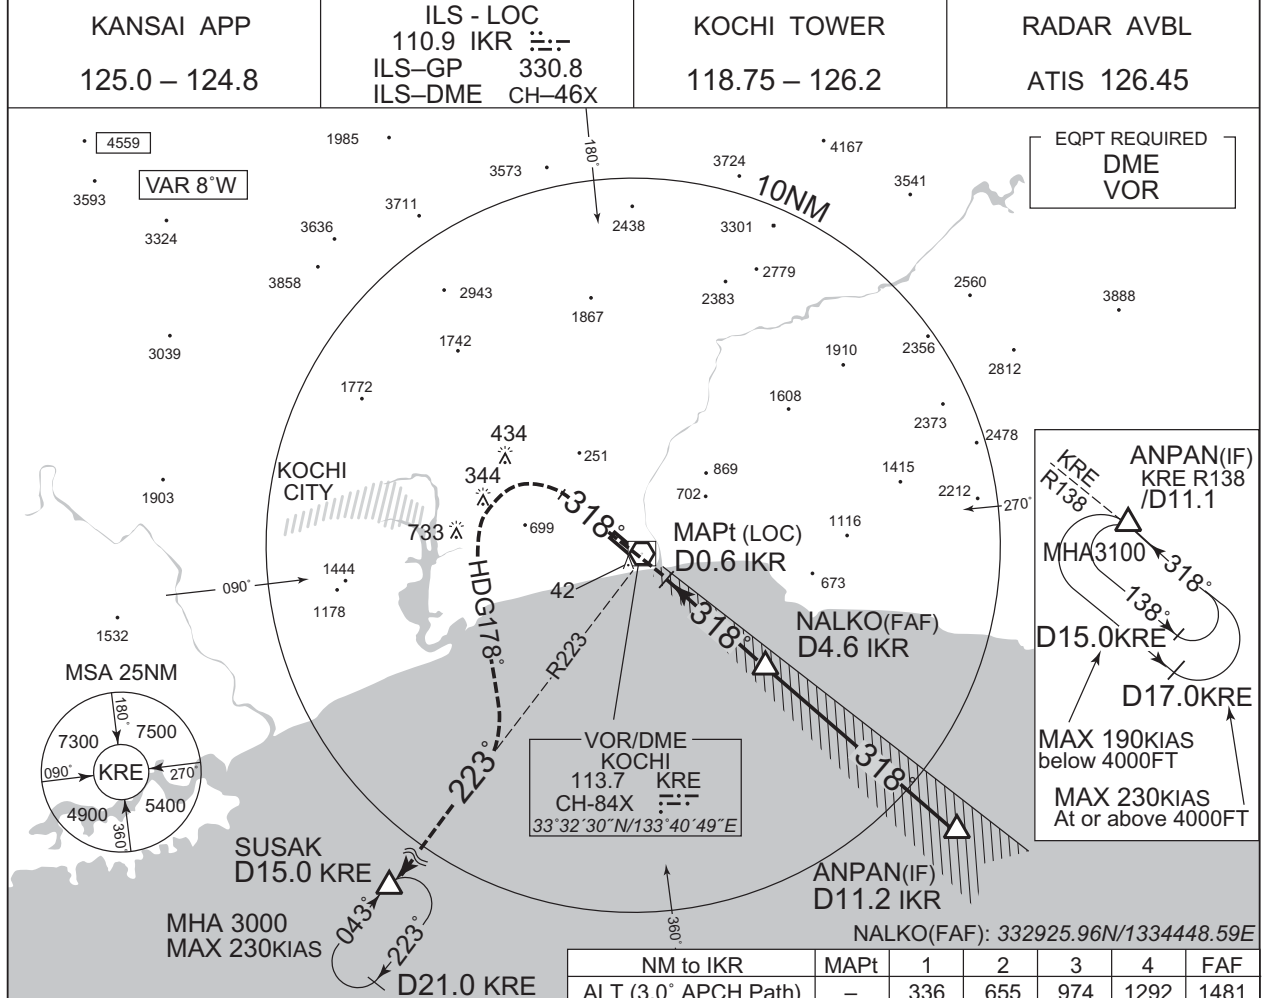 KANSAI APP
125.0 – 124.8
ILS - LOC
110.9 IKR
ILS–GP 330.8
ILS–DME CH–46X
KOCHI TOWER
118.75 – 126.2
RADAR AVBL
ATIS 126.45
EQPT REQUIRED
DME
VOR
4559
VAR 8°W
3593
3324
1985
3573
180°
3724
4167
3541
10NM
3711
3636
3858
2438
3301
2943
1867
2383
2779
2560
3888
3039
1742
1910
2356
2812
1772
1608
2373
2478
434
344
251
869
702
1415
2212
270°
KOCHI
CITY
1903
733
699
318°
1116
MAPt (LOC)
D0.6 IKR
1444
1178
090°
42
673
1532
HDG178°
R223
318°
NALKO(FAF)
D4.6 IKR
318°
ANPAN(IF)
D11.2 IKR
VOR/DME
KOCHI
113.7 KRE
CH-84X
33°32´30˝N/133°40´49˝E
360°
MSA 25NM
180°
7300
7500
090°
KRE
270°
4900
5400
360°
223°
SUSAK
D15.0 KRE
MHA 3000
MAX 230KIAS
043°
223°
D21.0 KRE
KRE
R138
ANPAN(IF)
KRE R138
/D11.1
MHA3100
318°
138°
D15.0KRE
D17.0KRE
MAX 190KIAS
below 4000FT
MAX 230KIAS
At or above 4000FT
NALKO(FAF): 332925.96N/1334448.59E
NM to IKR MAPt 1 2 3 4 FAF
ALT (3.0° APCH Path) – 336 655 974 1292 1481